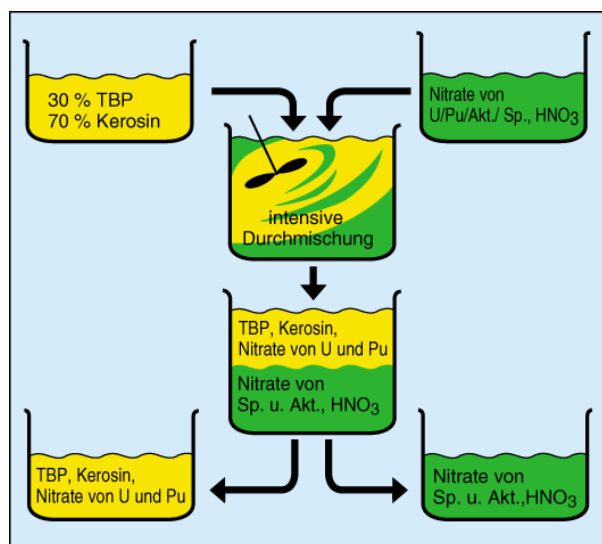 30 % TBP
70 % Kerosin
Nitrate von
U/Pu/Akt./ Sp., HNO3
intensive
Durchmischung
TBP, Kerosin,
Nitrate von U und Pu
Nitrate von
Sp. u. Akt., HNO3
TBP, Kerosin,
Nitrate von U und Pu
Nitrate von
Sp. u. Akt.,HNO3